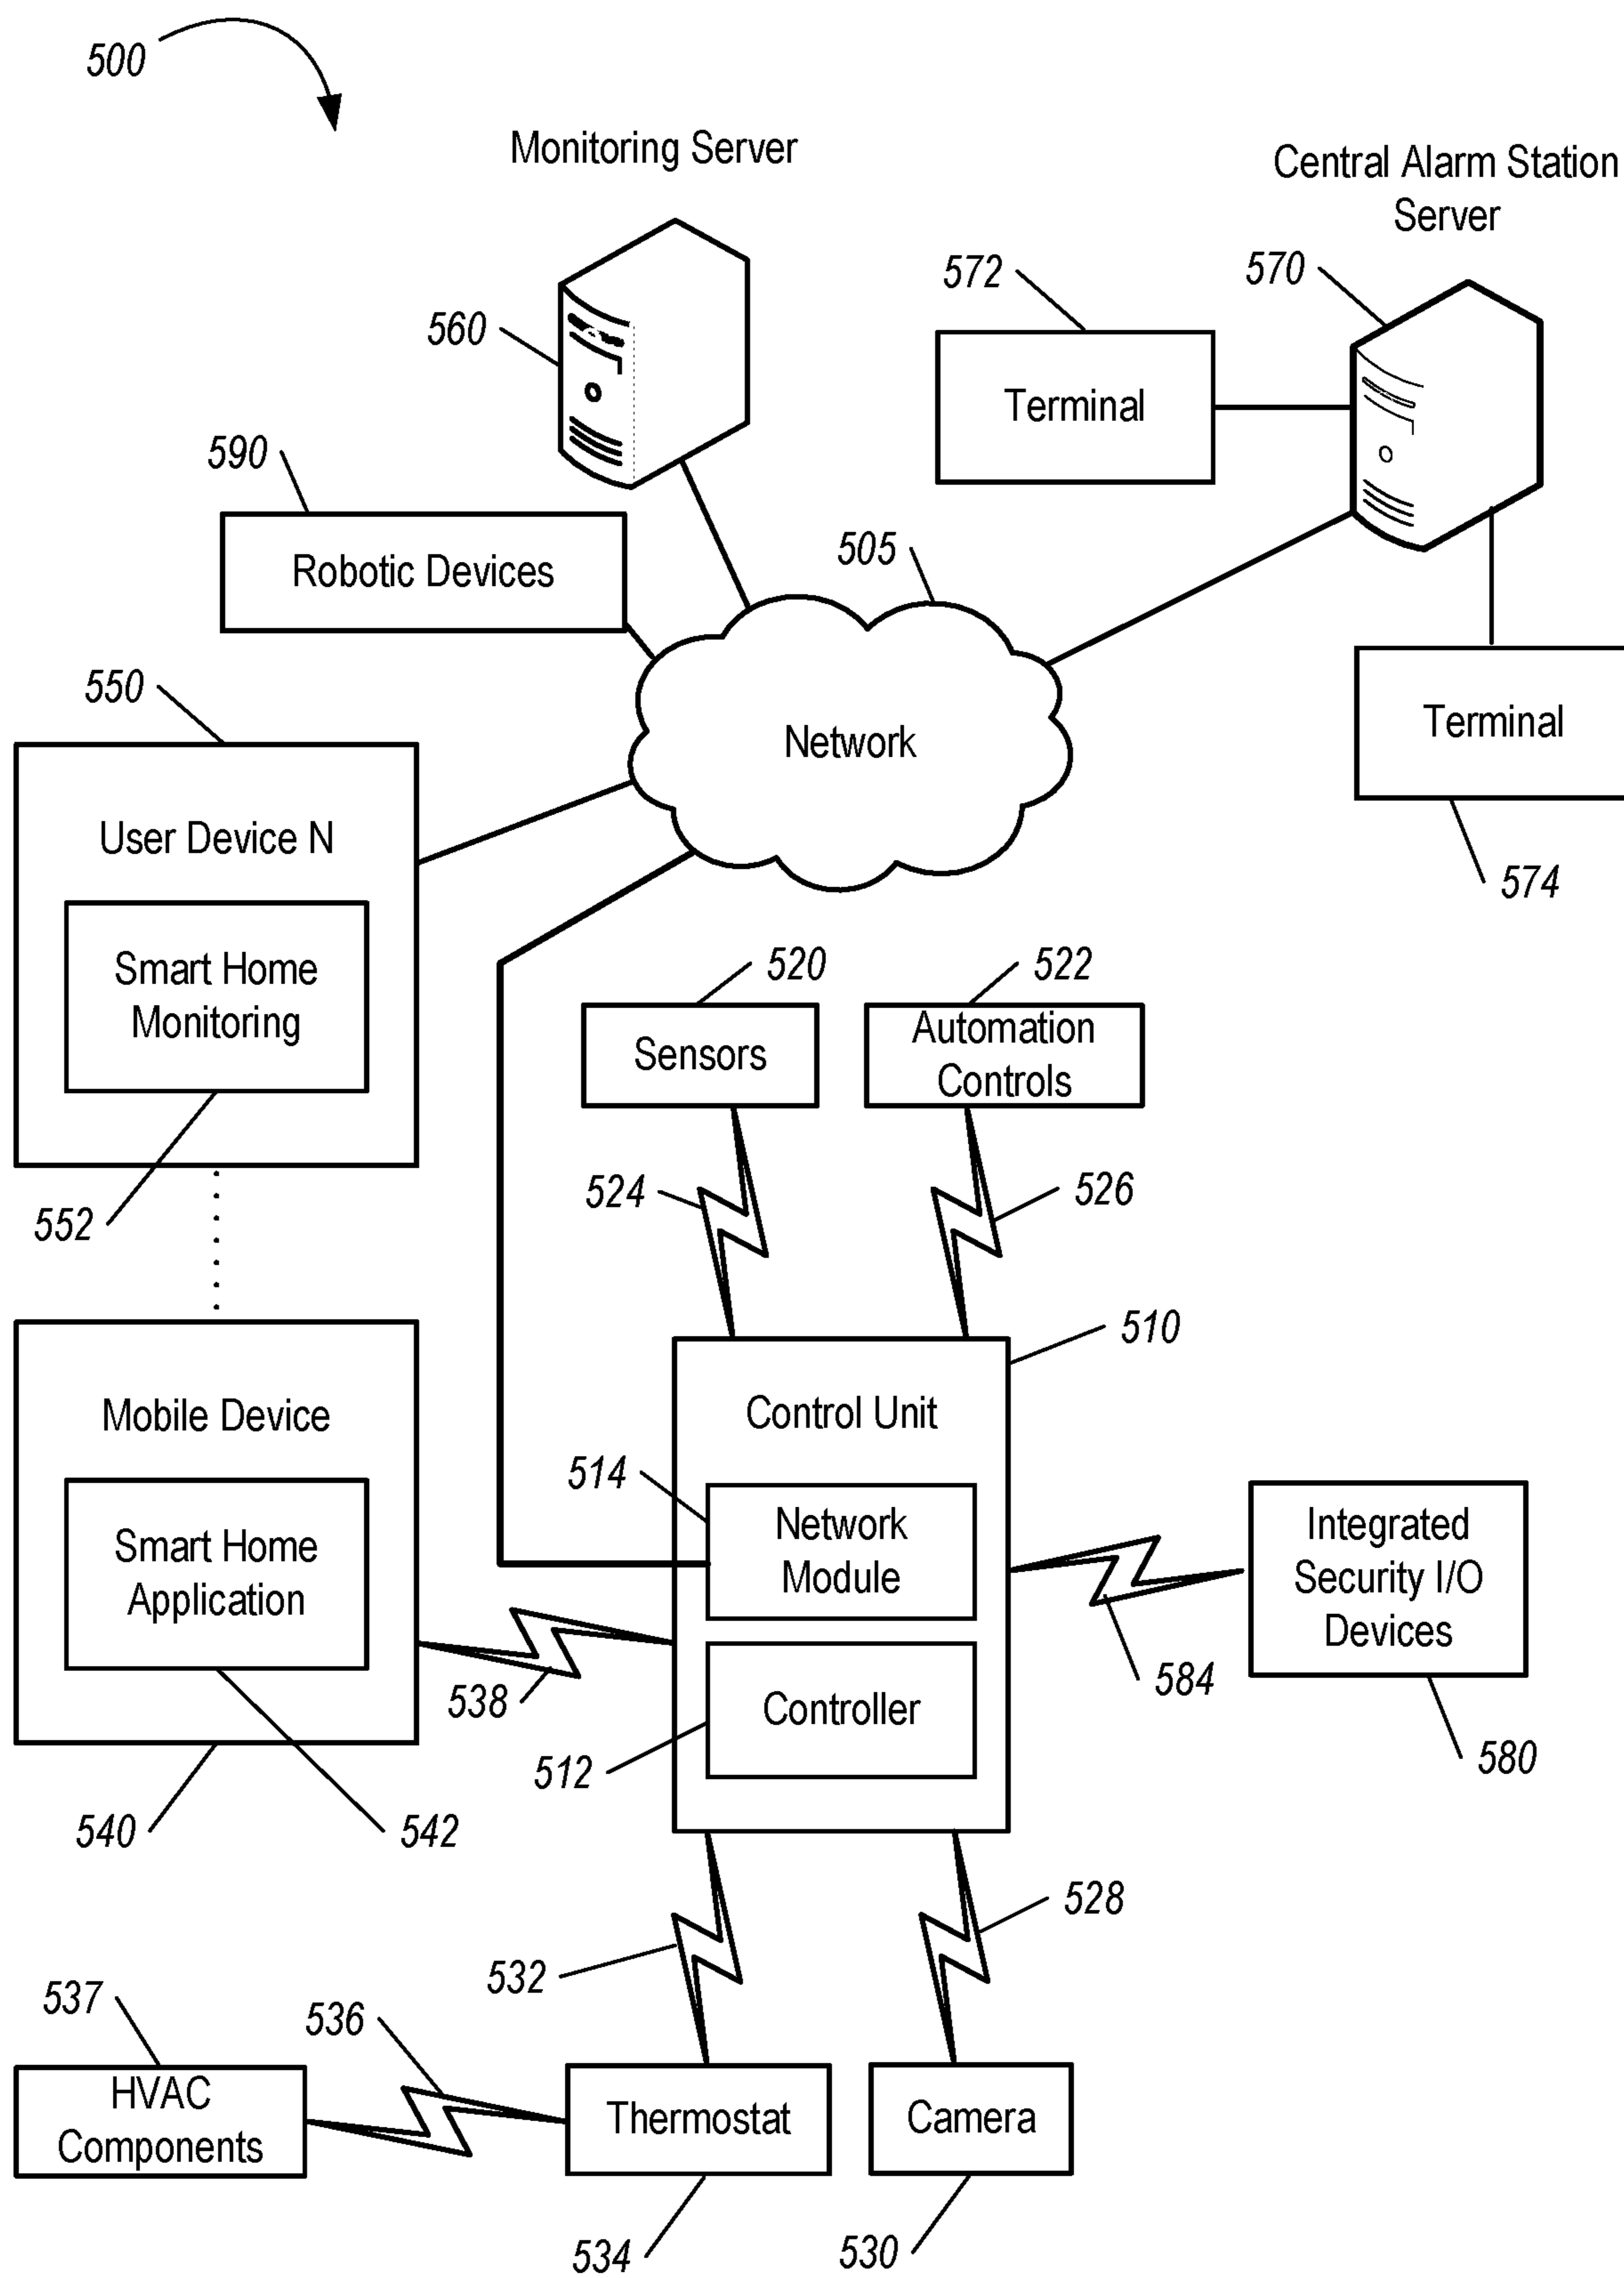 500
Monitoring Server
Central Alarm Station
Server
572
570
560
Terminal
590
505
Robotic Devices
550
Network
Terminal
User Device N
574
Smart Home
Monitoring
520
522
Sensors
Automation
Controls
524
526
552
510
Mobile Device
Control Unit
514
Network
Module
Integrated
Security I/O
Devices
Smart Home
Application
538
584
Controller
512
580
540
542
528
532
537
536
HVAC
Components
Thermostat
Camera
534
530